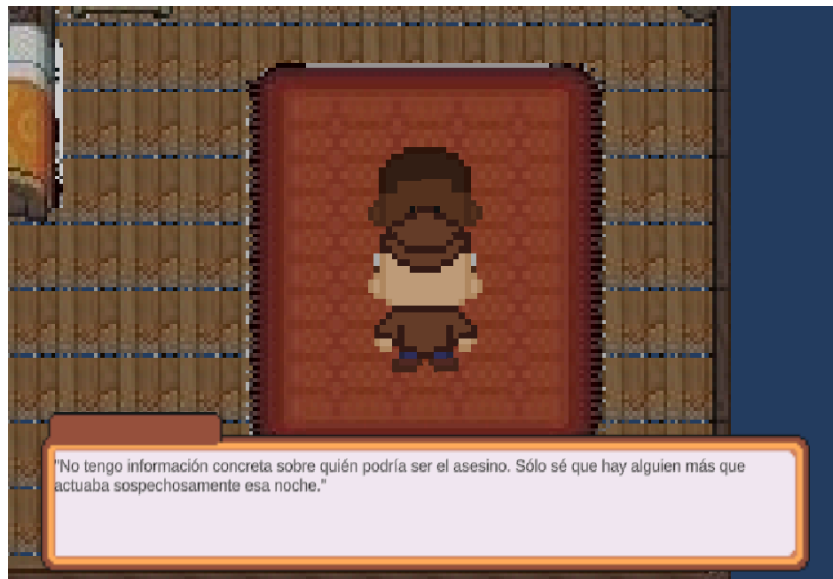 "No tengo información concreta sobre quién podría ser el asesino. Sólo sé que hay alguien más que
actuaba sospechosamente esa noche."